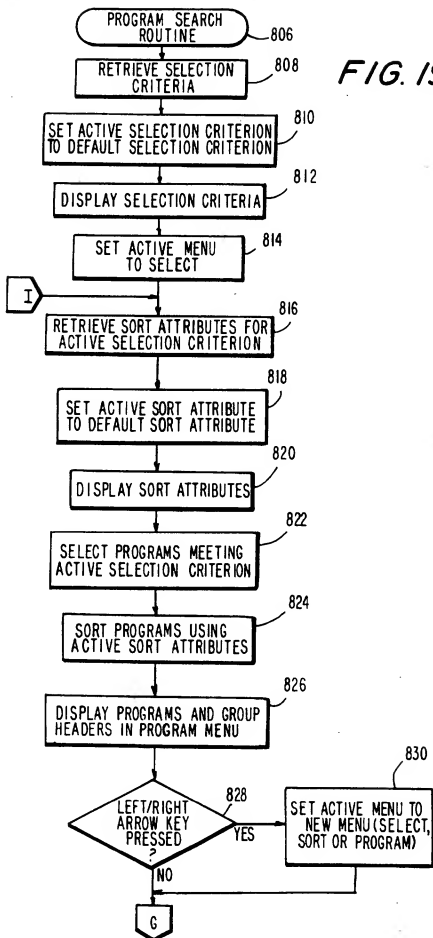 PROGRAM SEARCH
ROUTINE
806
FIG. 15
RETRIEVE SELECTION
CRITERIA
808
SET ACTIVE SELECTION CRITERION
TO DEFAULT SELECTION CRITERION
810
DISPLAY SELECTION CRITERIA
812
SET ACTIVE MENU
TO SELECT
814
I
RETRIEVE SORT ATTRIBUTES FOR
ACTIVE SELECTION CRITERION
816
SET ACTIVE SORT ATTRIBUTE
TO DEFAULT SORT ATTRIBUTE
818
DISPLAY SORT ATTRIBUTES
820
SELECT PROGRAMS MEETING
ACTIVE SELECTION CRITERION
822
SORT PROGRAMS USING
ACTIVE SORT ATTRIBUTES
824
DISPLAY PROGRAMS AND GROUP
HEADERS IN PROGRAM MENU
826
LEFT/RIGHT
ARROW KEY
PRESSED
?
828
YES
NO
SET ACTIVE MENU TO
NEW MENU (SELECT,
SORT OR PROGRAM)
830
G